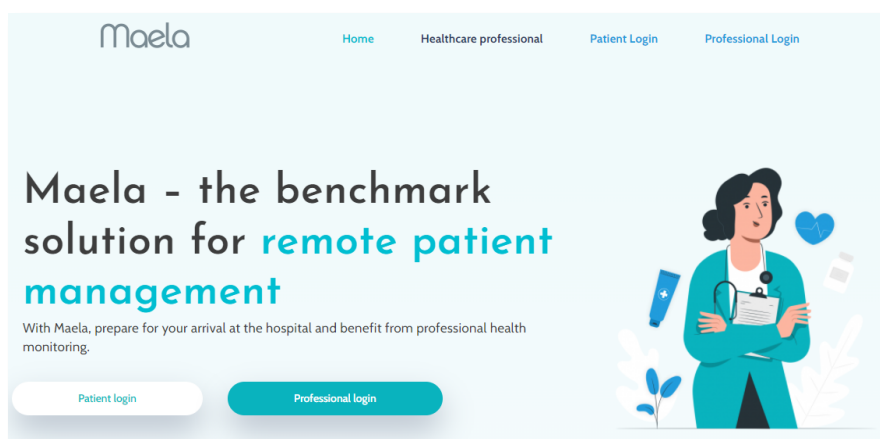 Maela
Home
Healthcare professional
Patient Login
Professional Login
Maela – the benchmark
solution for remote patient
management
With Maela, prepare for your arrival at the hospital and benefit from professional health
monitoring.
Patient login
Professional login